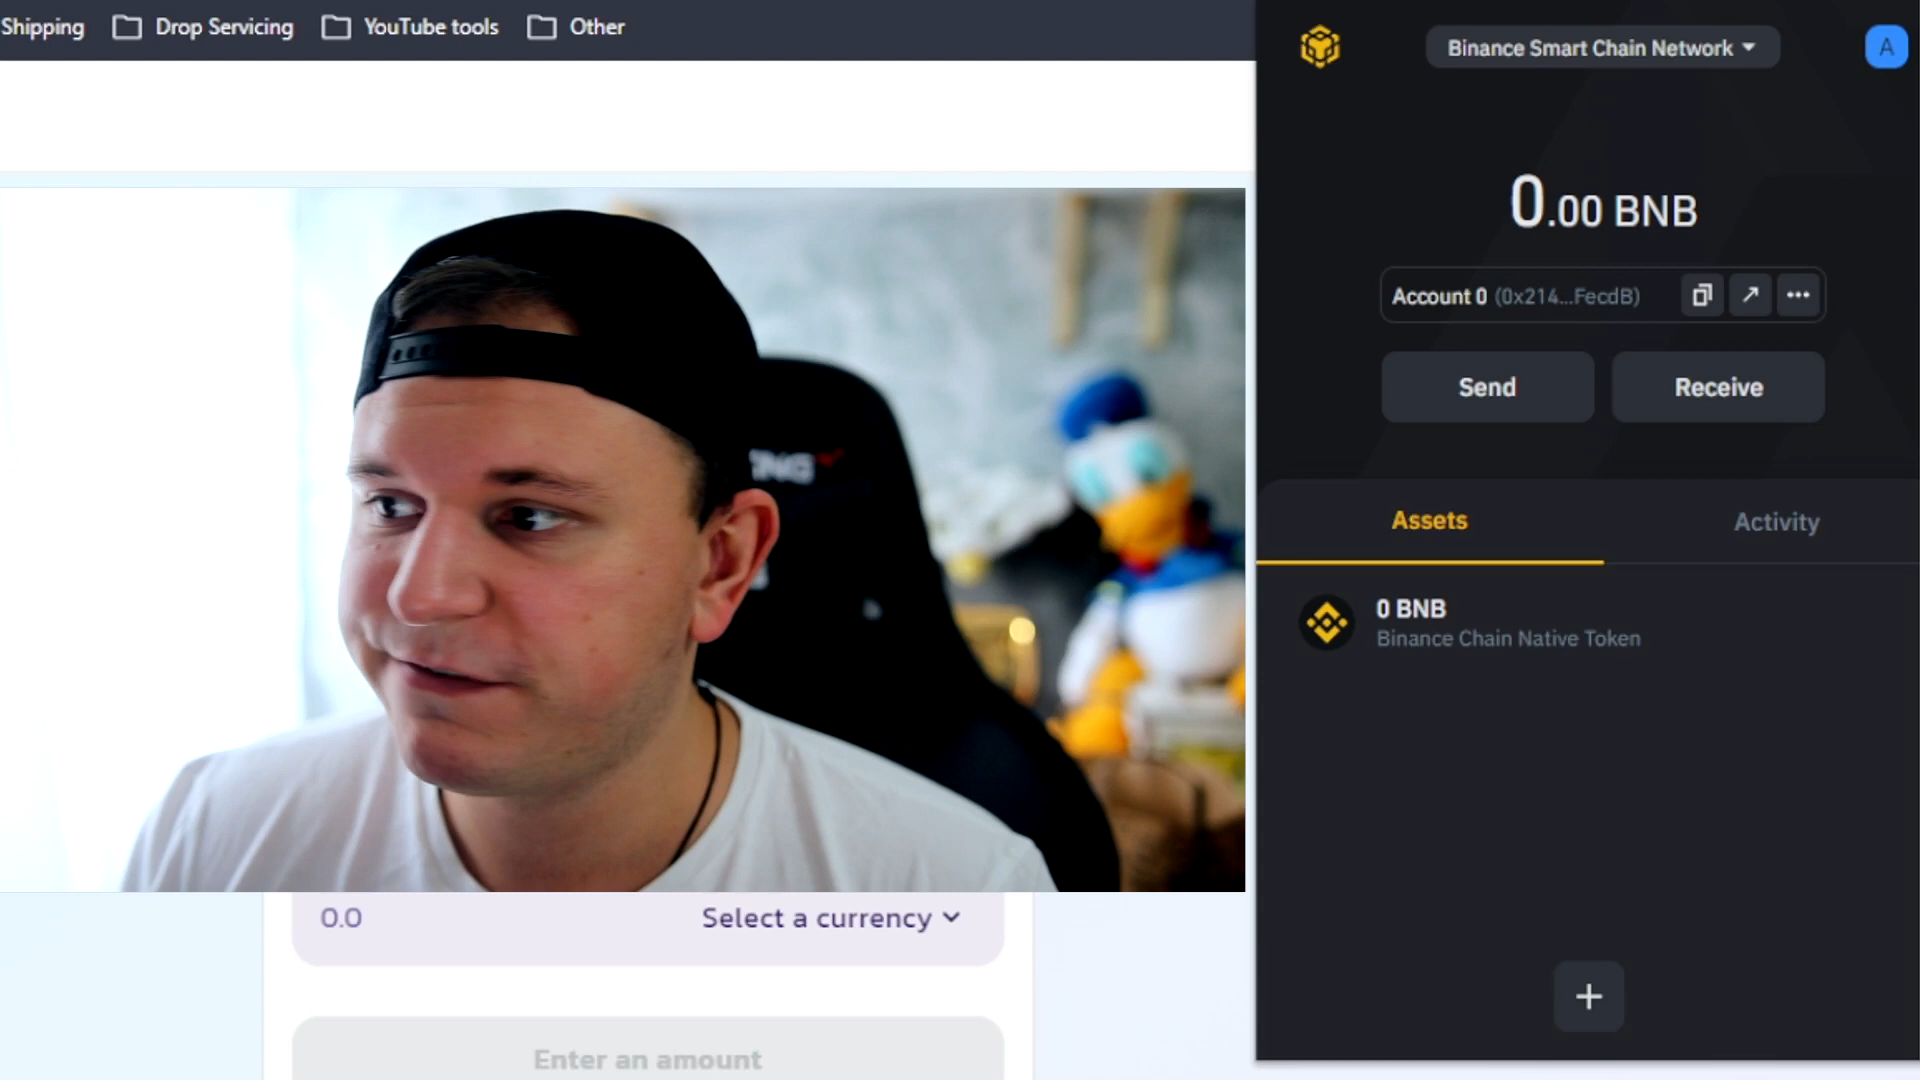 Shipping
Drop Servicing
YouTube tools
Other
Binance Smart Chain Network
A
0.00 BNB
Account 0 (0x214...FecdB)
Send
Receive
Assets
Activity
0 BNB
Binance Chain Native Token
0.0
Select a currency
Enter an amount
+